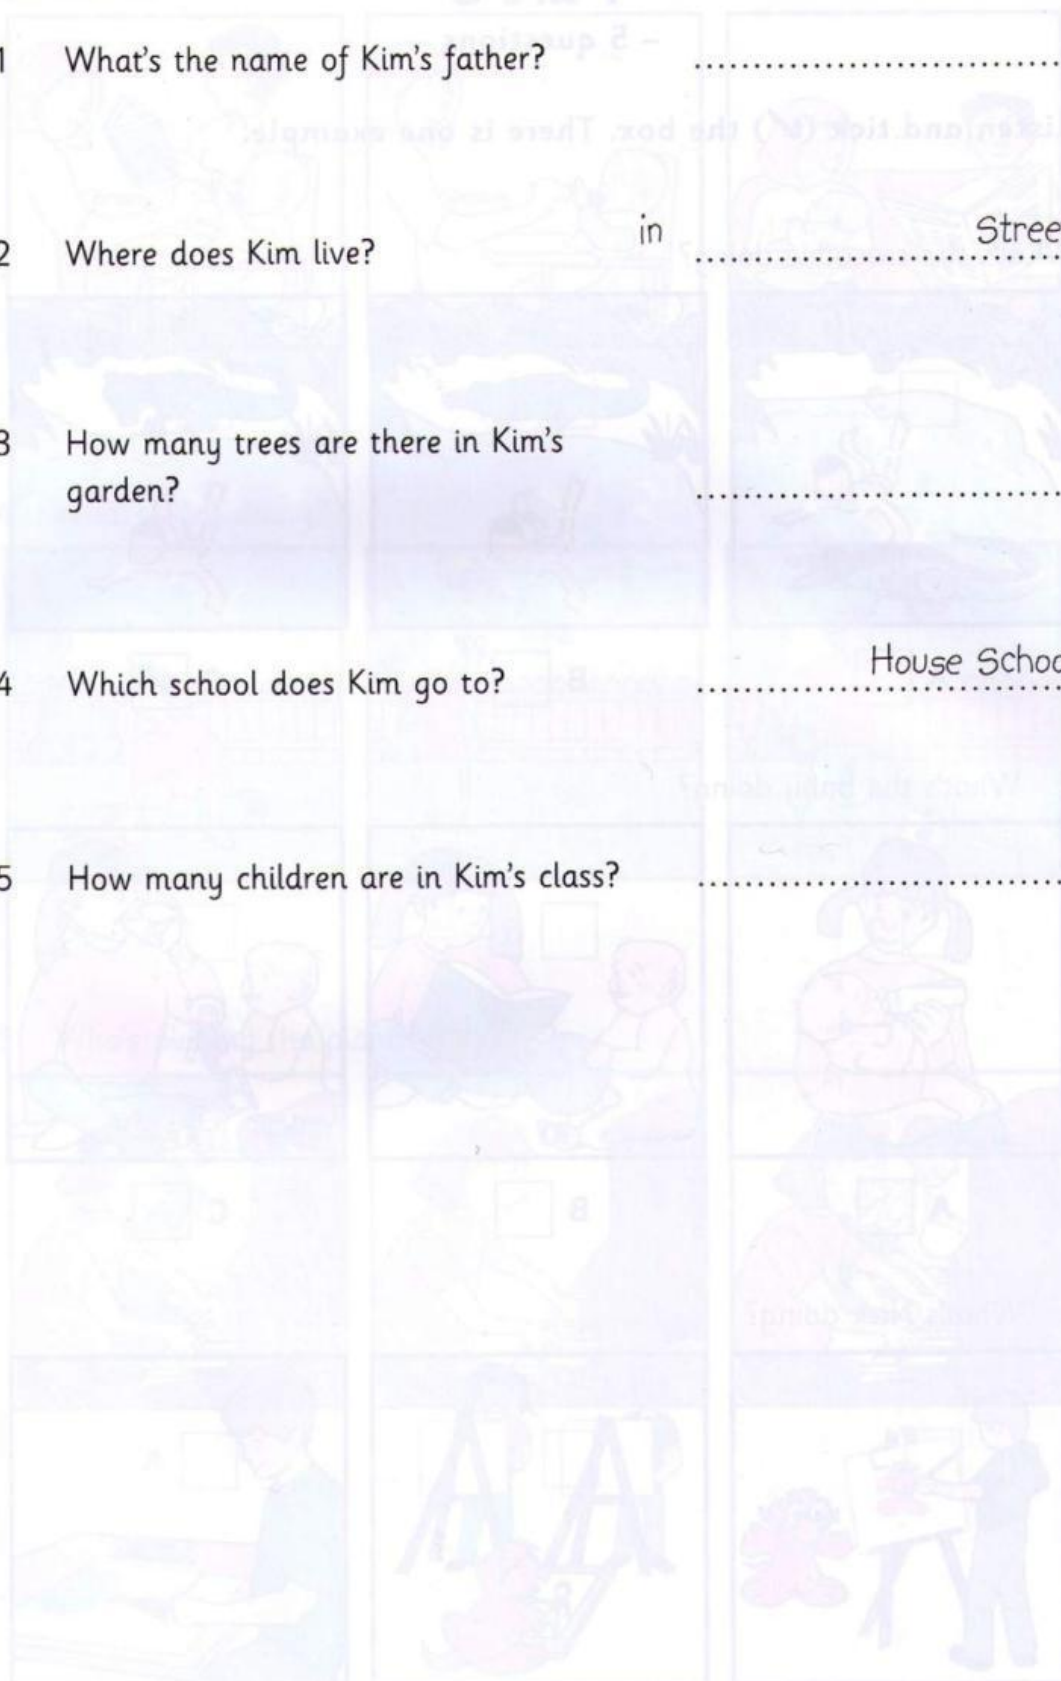 1 What's the name of Kim's father? ..............................
2 Where does Kim live? in .............................. Stree
3 How many trees are there in Kim's
garden? ..............................
4 Which school does Kim go to? .............................. House Schoo
5 How many children are in Kim's class? ..............................